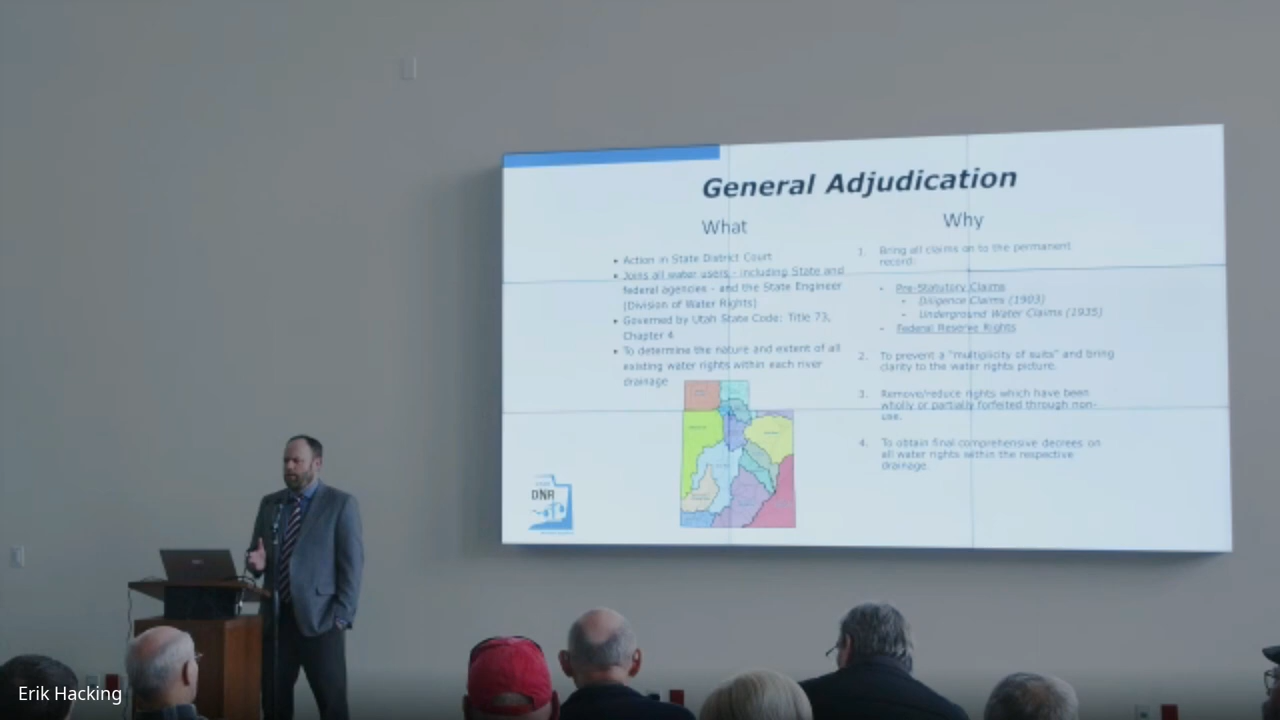 General Adjudication
What
• Action in State District Court
• Joins all water users - including State and
federal agencies - and the State Engineer
(Division of Water Rights)
• Governed by Utah State Code: Title 73,
Chapter 4
• To determine the nature and extent of all
existing water rights within each river
drainage
Why
1. Bring all claims on to the permanent
record:
- Pre-Statutory Claims
- Diligence Claims (1903)
- Underground Water Claims (1935)
- Federal Reserve Rights
2. To prevent a "multiplicity of suits" and bring
clarity to the water rights picture.
3. Remove/reduce rights which have been
wholly or partially forfeited through non-
use.
4. To obtain final comprehensive decrees on
all water rights within the respective
drainage.
DNR
Erik Hacking